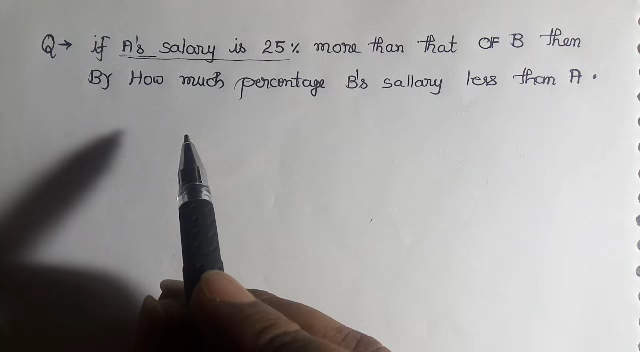 Q→ if A's salary is 25% more than that OF B then
By How much percentage B's sallary less than A.